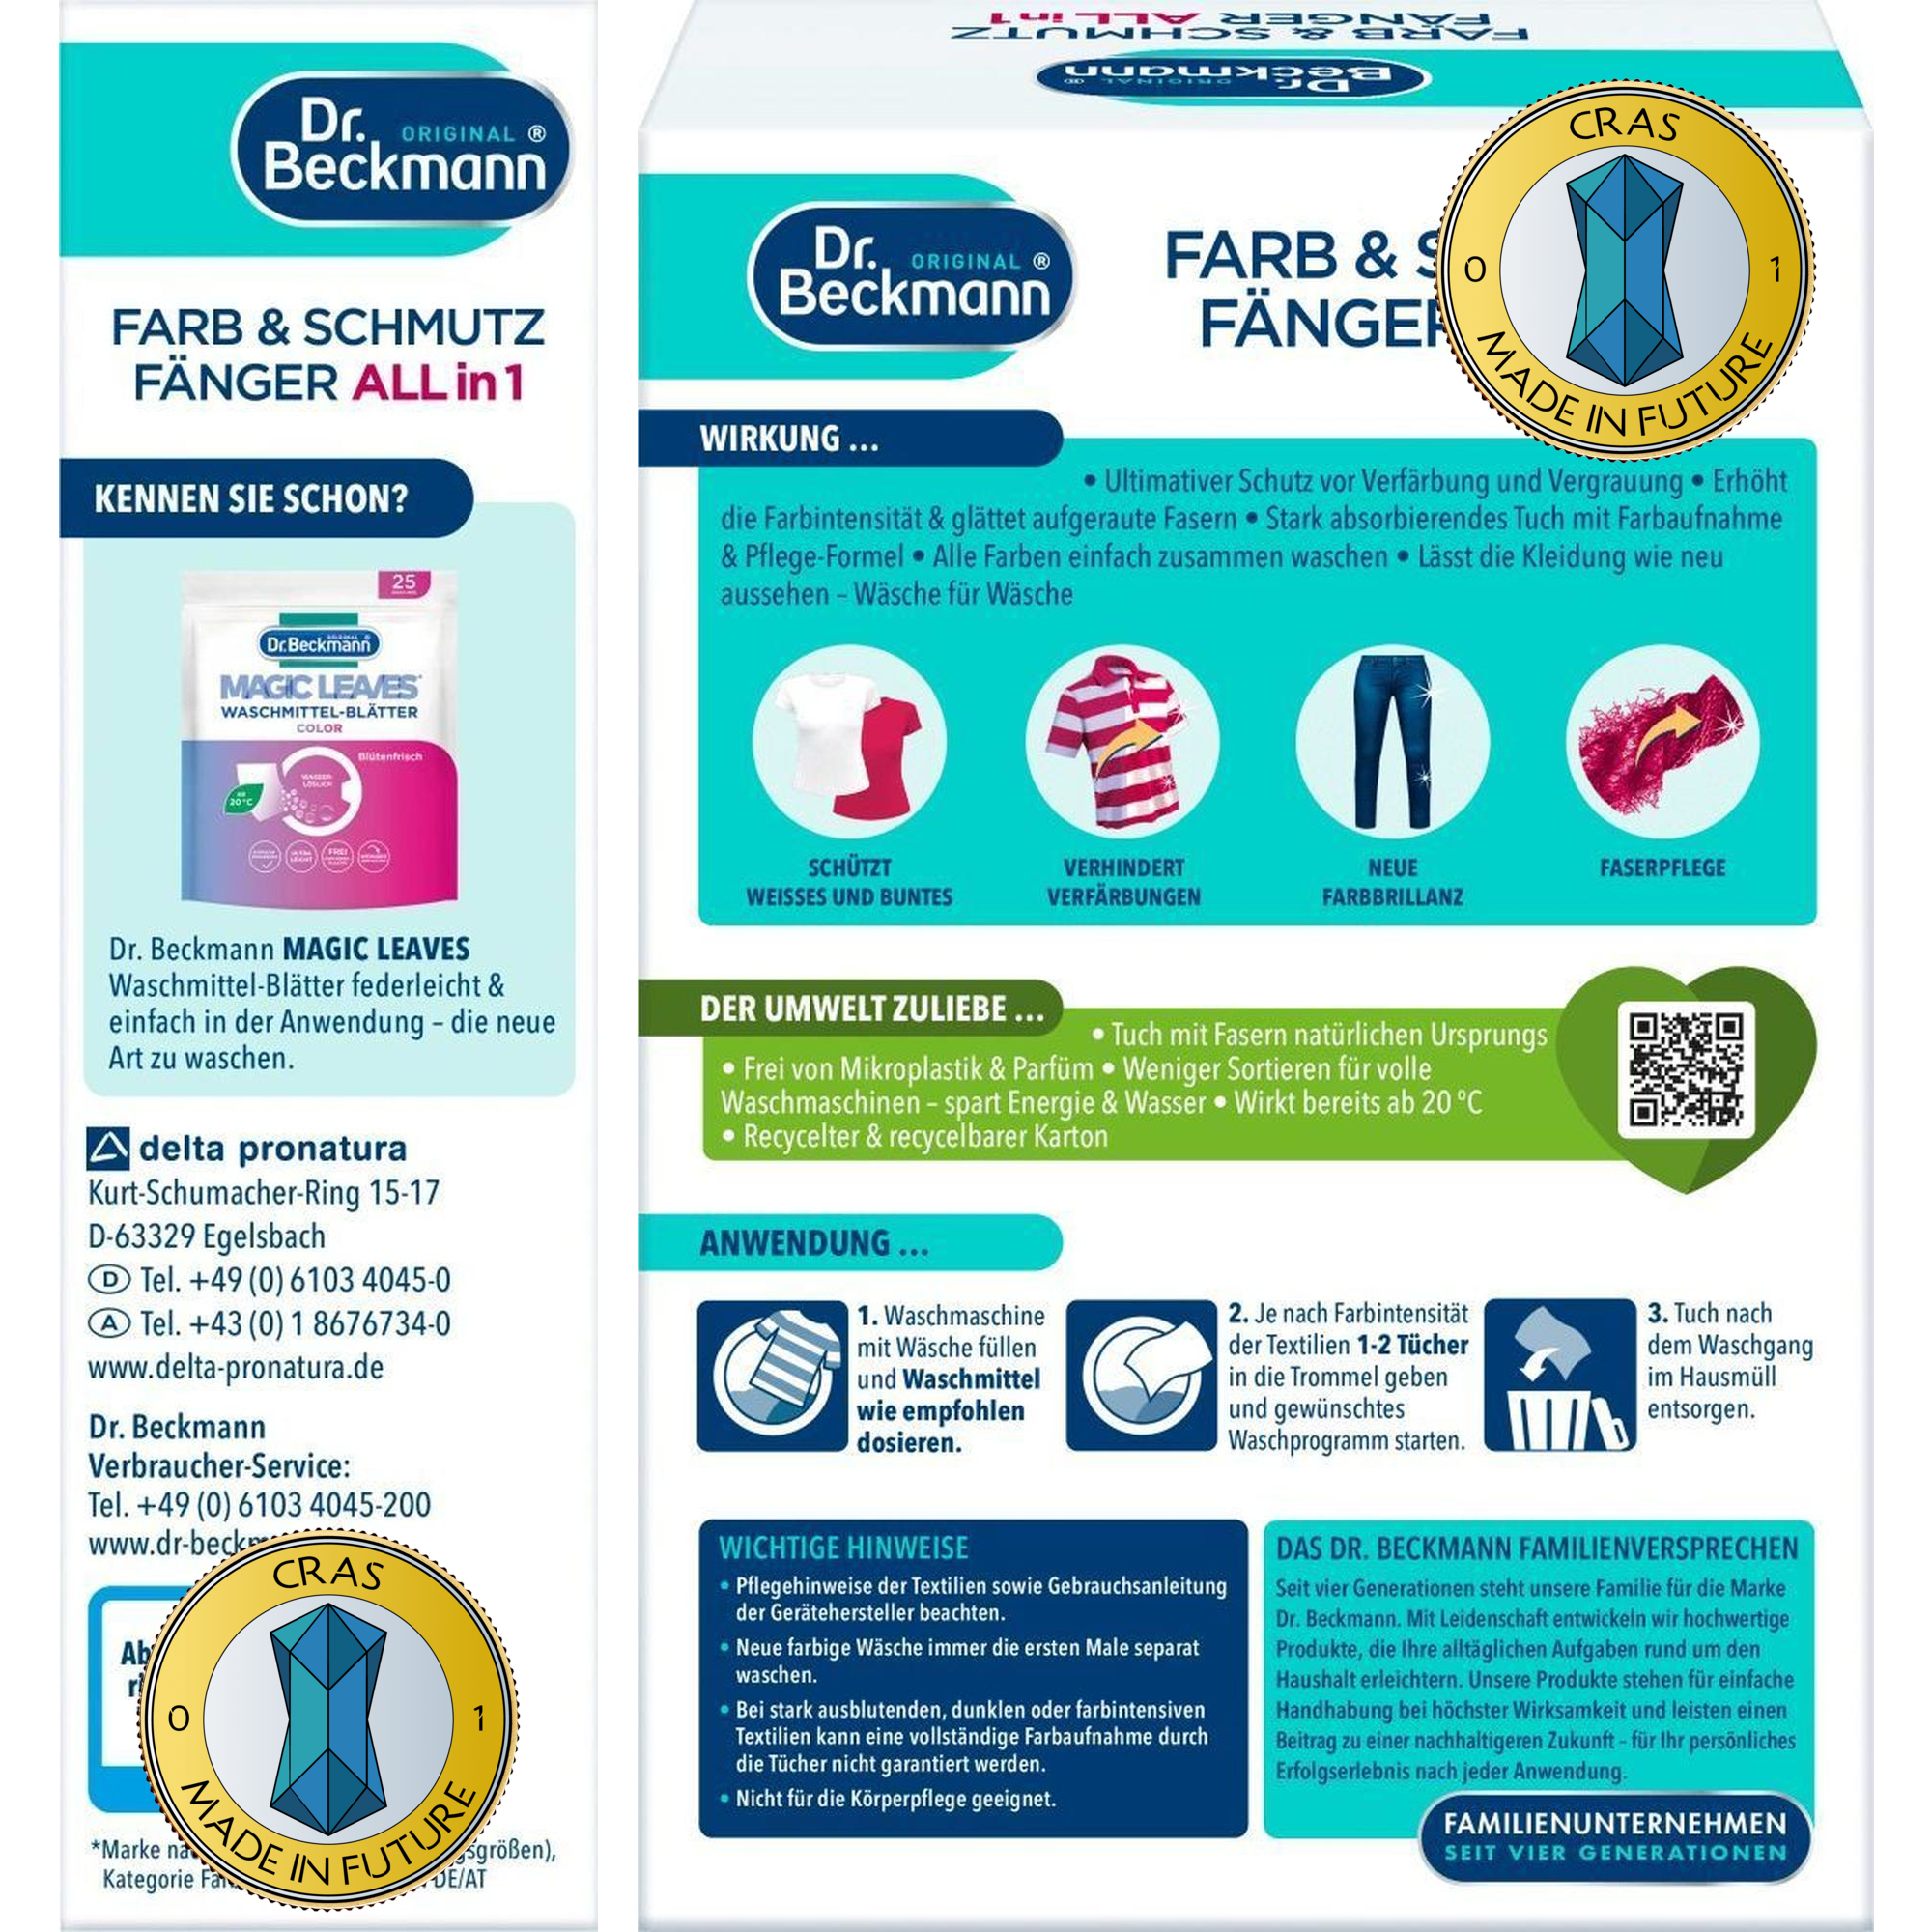 Dr. ORIGINAL ®
Beckmann
FARB & SCHMUTZ
FÄNGER ALL in 1
KENNEN SIE SCHON?
25
Dr. Beckmann
MAGIC LEAVES
WASCHMITTEL-BLÄTTER
COLOR
Blütenfrisch
WASSER-
LÖSLICH
AB
20°C
ULTRA
LEICHT
FREI
Dr. Beckmann MAGIC LEAVES
Waschmittel-Blätter federleicht &
einfach in der Anwendung – die neue
Art zu waschen.
delta pronatura
Kurt-Schumacher-Ring 15-17
D-63329 Egelsbach
D Tel. +49 (0) 6103 4045-0
A Tel. +43 (0) 1 8676734-0
www.delta-pronatura.de
Dr. Beckmann
Verbraucher-Service:
Tel. +49 (0) 6103 4045-200
CRAS
0 1
MADE IN FUTURE
*Marke
Kategorie
DE/AT
FARB & SCHMUTZ
FÄNGER ALL in 1
Dr. ORIGINAL ®
Beckmann
CRAS
0 1
MADE IN FUTURE
Dr. ORIGINAL ®
Beckmann
FARB &
WIRKUNG ...
• Ultimativer Schutz vor Verfärbung und Vergrauung • Erhöht
die Farbintensität & glättet aufgeraute Fasern • Stark absorbierendes Tuch mit Farbaufnahme
& Pflege-Formel • Alle Farben einfach zusammen waschen • Lässt die Kleidung wie neu
aussehen – Wäsche für Wäsche
SCHÜTZT
WEISSES UND BUNTES
VERHINDERT
VERFÄRBUNGEN
NEUE
FARBBRILLANZ
FASERPFLEGE
DER UMWELT ZULIEBE ...
• Tuch mit Fasern natürlichen Ursprungs
• Frei von Mikroplastik & Parfüm • Weniger Sortieren für volle
Waschmaschinen – spart Energie & Wasser • Wirkt bereits ab 20 °C
• Recycelter & recycelbarer Karton
ANWENDUNG ...
1. Waschmaschine
mit Wäsche füllen
und Waschmittel
wie empfohlen
dosieren.
2. Je nach Farbintensität
der Textilien 1-2 Tücher
in die Trommel geben
und gewünschtes
Waschprogramm starten.
3. Tuch nach
dem Waschgang
im Hausmüll
entsorgen.
WICHTIGE HINWEISE
• Pflegehinweise der Textilien sowie Gebrauchsanleitung
der Gerätehersteller beachten.
• Neue farbige Wäsche immer die ersten Male separat
waschen.
• Bei stark ausblutenden, dunklen oder farbintensiven
Textilien kann eine vollständige Farbaufnahme durch
die Tücher nicht garantiert werden.
• Nicht für die Körperpflege geeignet.
DAS DR. BECKMANN FAMILIENVERSPRECHEN
Seit vier Generationen steht unsere Familie für die Marke
Dr. Beckmann. Mit Leidenschaft entwickeln wir hochwertige
Produkte, die Ihre alltäglichen Aufgaben rund um den
Haushalt erleichtern. Unsere Produkte stehen für einfache
Handhabung bei höchster Wirksamkeit und leisten einen
Beitrag zu einer nachhaltigeren Zukunft – für Ihr persönliches
Erfolgserlebnis nach jeder Anwendung.
FAMILIENUNTERNEHMEN
SEIT VIER GENERATIONEN